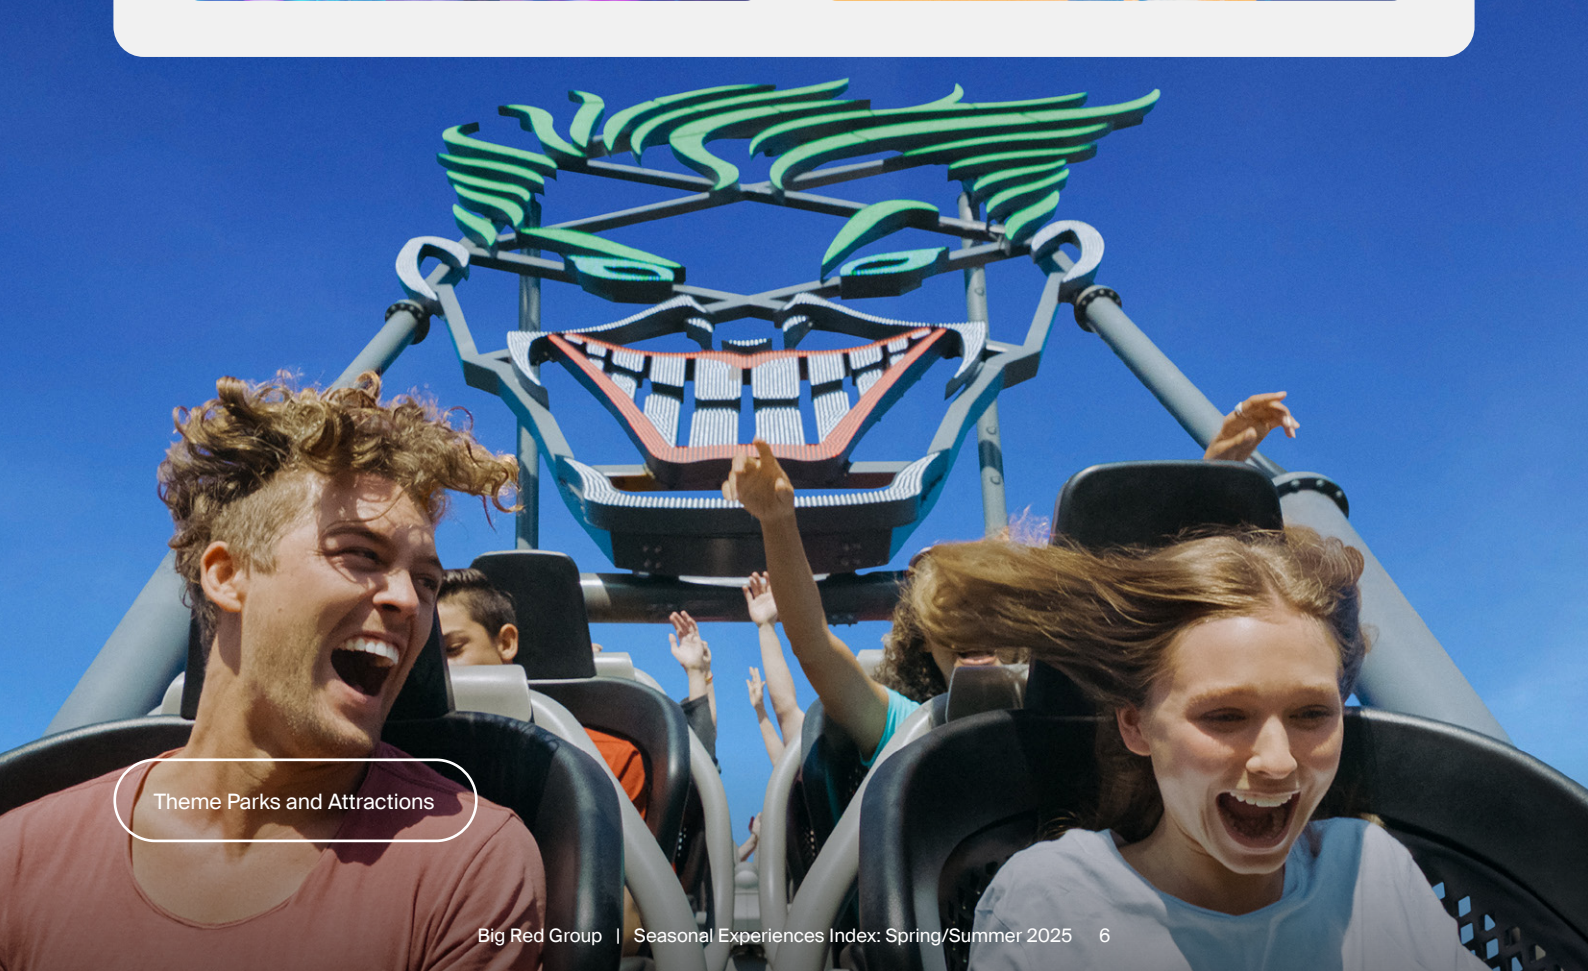 Theme Parks and Attractions
Big Red Group | Seasonal Experiences Index: Spring/Summer 2025 6